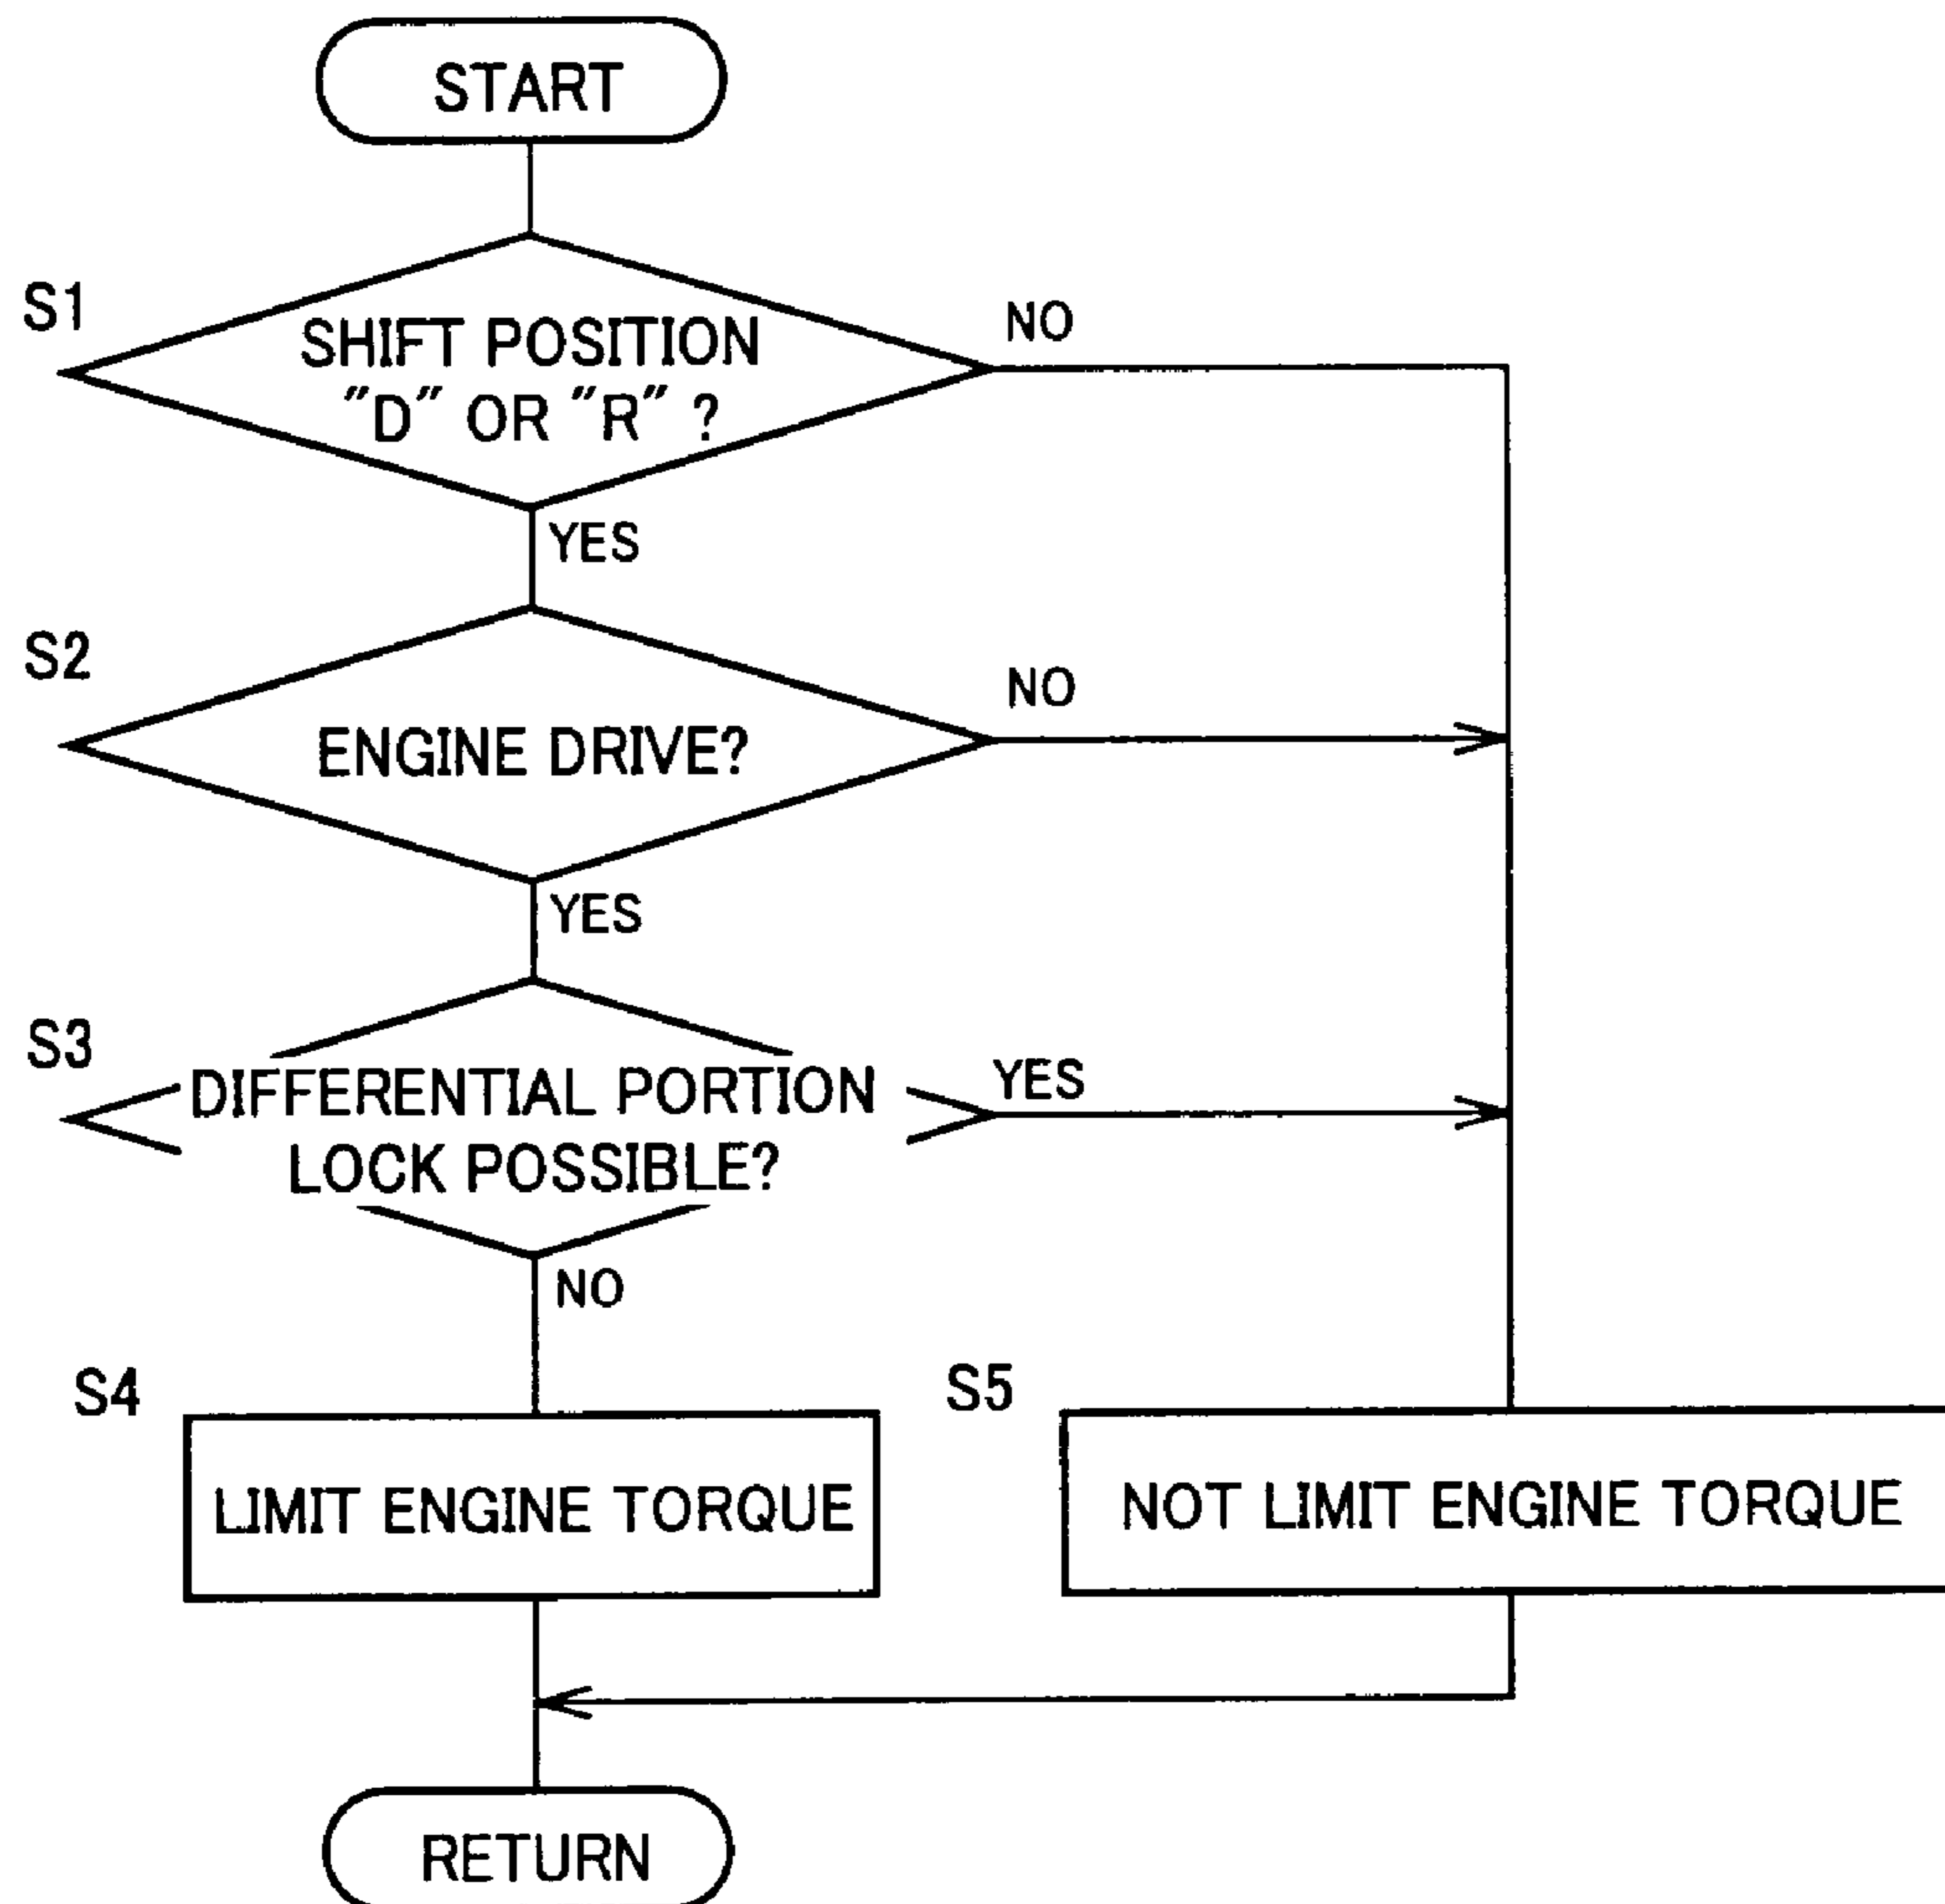 START
S1
SHIFT POSITION
"D" OR "R" ?
NO
YES
S2
ENGINE DRIVE?
NO
YES
S3
DIFFERENTIAL PORTION
LOCK POSSIBLE?
YES
NO
S4
LIMIT ENGINE TORQUE
S5
NOT LIMIT ENGINE TORQUE
RETURN